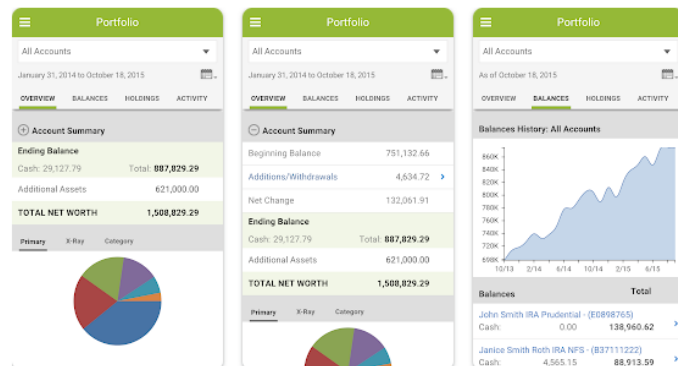 Portfolio
All Accounts
January 31, 2014 to October 18, 2015
OVERVIEW BALANCES HOLDINGS ACTIVITY
Account Summary
Ending Balance
Cash: 29,127.79 Total: 887,829.29
Additional Assets 621,000.00
TOTAL NET WORTH 1,508,829.29
Primary X-Ray Category
Portfolio
All Accounts
January 31, 2014 to October 18, 2015
OVERVIEW BALANCES HOLDINGS ACTIVITY
Account Summary
Beginning Balance 751,132.66
Additions/Withdrawals 4,634.72
Net Change 132,061.91
Ending Balance
Cash: 29,127.79 Total: 887,829.29
Additional Assets 621,000.00
TOTAL NET WORTH 1,508,829.29
Primary X-Ray Category
Portfolio
All Accounts
As of October 18, 2015
OVERVIEW BALANCES HOLDINGS ACTIVITY
Balances History: All Accounts
860K
840K
820K
800K
780K
760K
740K
720K
690K
10/13 2/14 6/14 10/14 2/15 6/15
Balances Total
John Smith IRA Prudential - (E0898765)
Cash: 0.00 138,960.62
Janice Smith Roth IRA NFS - (B37111222)
Cash: 4,565.15 88,913.59